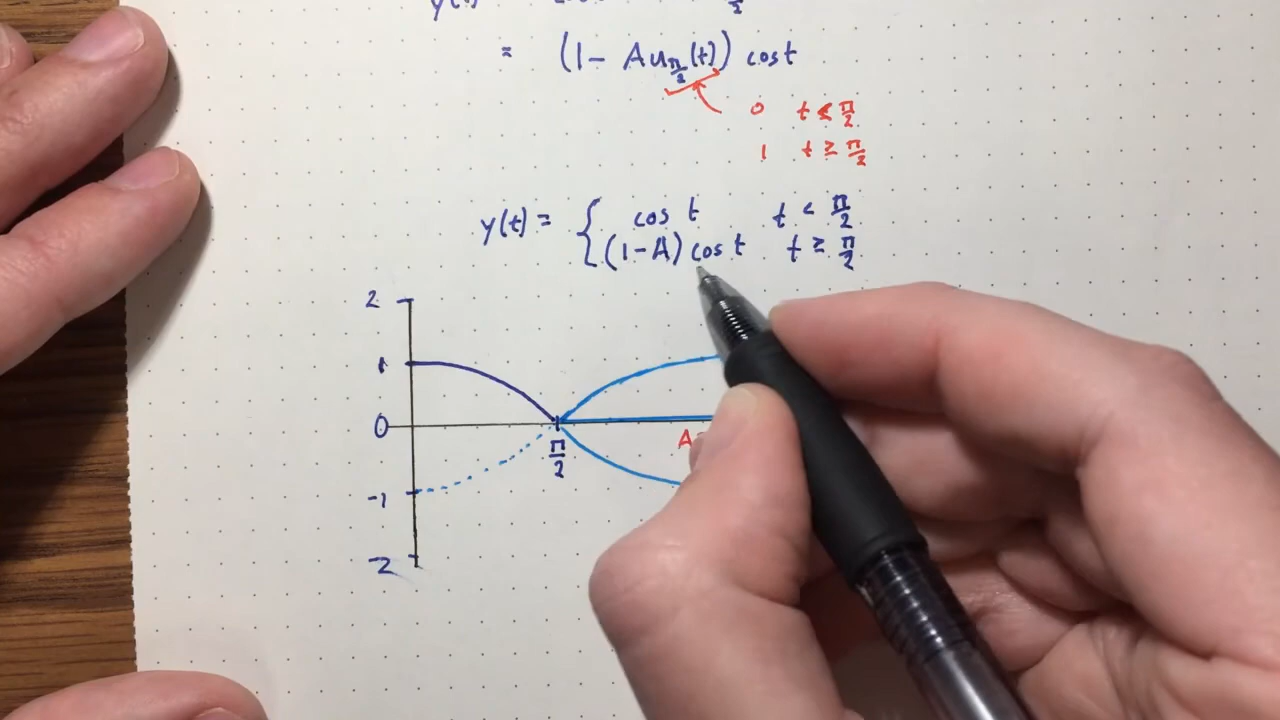 y(t)
= (1 - Au_{π/2}(t)) cos t
0 t < π/2
1 t ≥ π/2
y(t) = { cos t t < π/2
(1-A) cos t t ≥ π/2
2
1
0
π/2
A
-1
-2